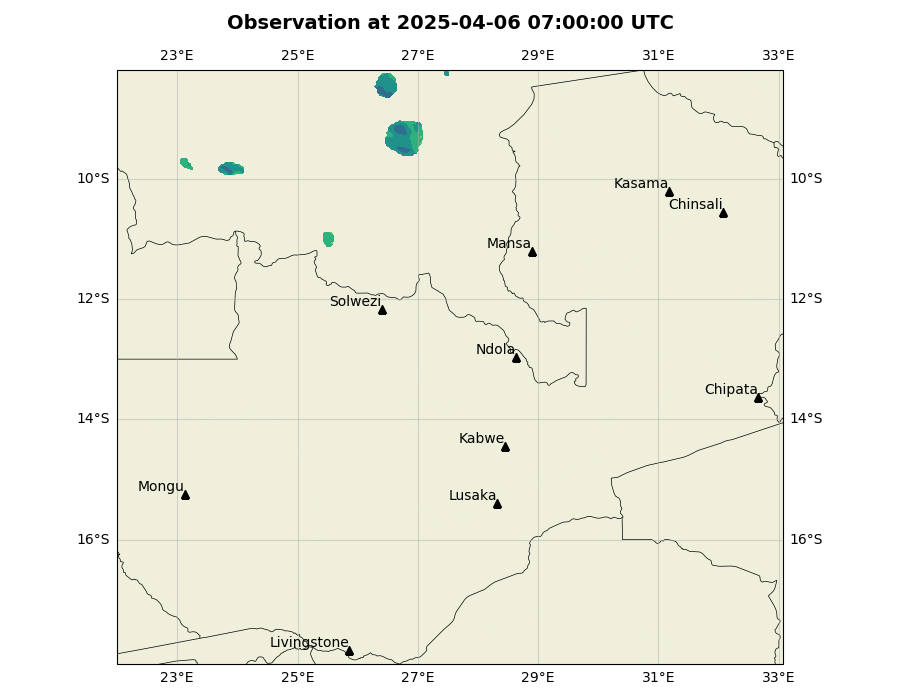 Observation at 2025-04-06 07:00:00 UTC
23°E 25°E 27°E 29°E 31°E 33°E
10°S 10°S
Kasama
Chinsali
Mansa
12°S 12°S
Solwezi
Ndola
Chipata
14°S 14°S
Kabwe
Mongu
Lusaka
16°S 16°S
Livingstone
23°E 25°E 27°E 29°E 31°E 33°E